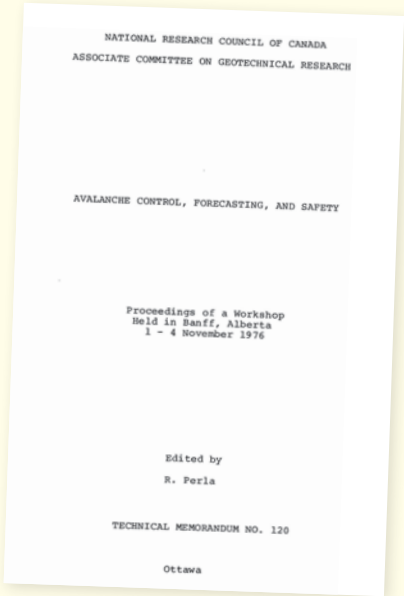 NATIONAL RESEARCH COUNCIL OF CANADA
ASSOCIATE COMMITTEE ON GEOTECHNICAL RESEARCH
AVALANCHE CONTROL, FORECASTING, AND SAFETY
Proceedings of a Workshop
Held in Banff, Alberta
1 - 4 November 1976
Edited by
R. Perla
TECHNICAL MEMORANDUM NO. 120
Ottawa